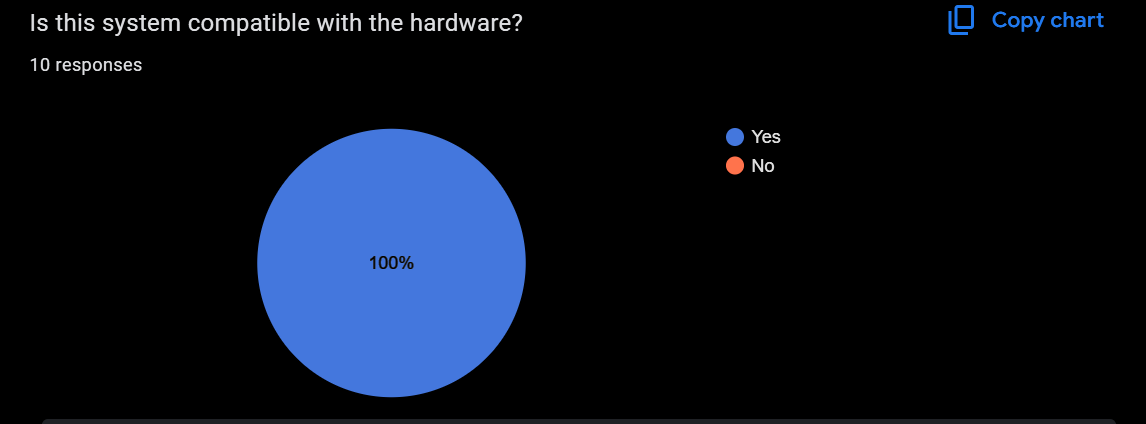 Is this system compatible with the hardware?
Copy chart
10 responses
Yes
No
100%